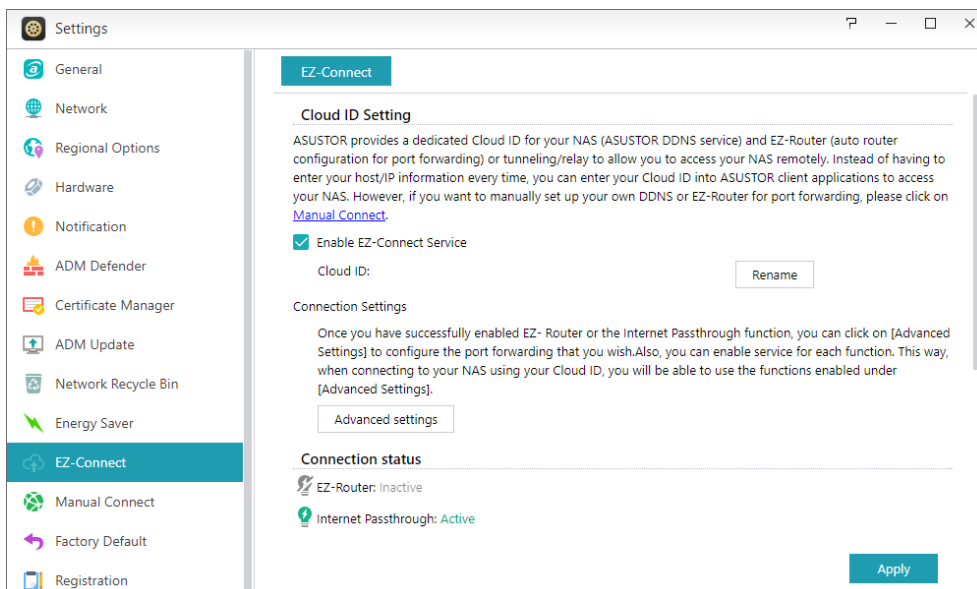 Settings
General
Network
Regional Options
Hardware
Notification
ADM Defender
Certificate Manager
ADM Update
Network Recycle Bin
Energy Saver
EZ-Connect
Manual Connect
Factory Default
Registration
EZ-Connect
Cloud ID Setting
ASUSTOR provides a dedicated Cloud ID for your NAS (ASUSTOR DDNS service) and EZ-Router (auto router
configuration for port forwarding) or tunneling/relay to allow you to access your NAS remotely. Instead of having to
enter your host/IP information every time, you can enter your Cloud ID into ASUSTOR client applications to access
your NAS. However, if you want to manually set up your own DDNS or EZ-Router for port forwarding, please click on
Manual Connect.
Enable EZ-Connect Service
Cloud ID:
Rename
Connection Settings
Once you have successfully enabled EZ- Router or the Internet Passthrough function, you can click on [Advanced
Settings] to configure the port forwarding that you wish.Also, you can enable service for each function. This way,
when connecting to your NAS using your Cloud ID, you will be able to use the functions enabled under
[Advanced Settings].
Advanced settings
Connection status
EZ-Router: Inactive
Internet Passthrough: Active
Apply